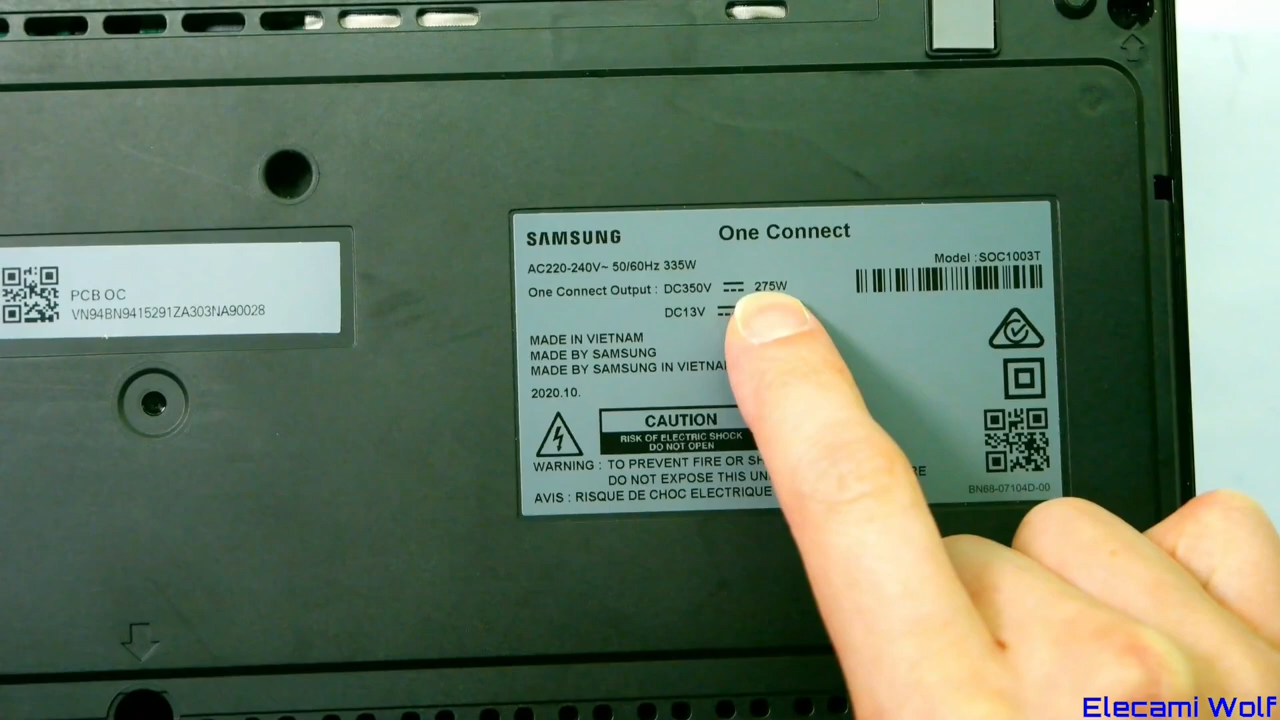 SAMSUNG
One Connect
AC220-240V~ 50/60Hz 335W
Model : SOC1003T
One Connect Output : DC350V ⎓ 275W
DC13V ⎓
MADE IN VIETNAM
MADE BY SAMSUNG
MADE BY SAMSUNG IN
2020.10.
CAUTION
RISK OF ELECTRIC SHOCK
DO NOT OPEN
WARNING : TO PREVENT FIRE OR
DO NOT EXPOSE THIS
AVIS : RISQUE DE CHOC ELECTRIQUE
BN68-07104D-00
PCB OC
VN94BN9415291ZA303NA90028
Elecami Wolf